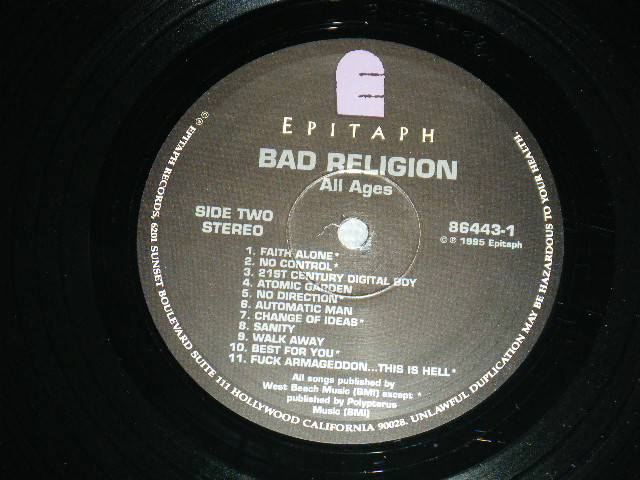 EPITAPH
BAD RELIGION
All Ages
SIDE TWO
STEREO
86443-1
© ℗ 1995 Epitaph
1. FAITH ALONE*
2. NO CONTROL*
3. 21ST CENTURY DIGITAL BOY
4. ATOMIC GARDEN
5. NO DIRECTION*
6. AUTOMATIC MAN
7. CHANGE OF IDEAS*
8. SANITY
9. WALK AWAY
10. BEST FOR YOU*
11. FUCK ARMAGEDDON...THIS IS HELL*
All songs published by
West Beach Music (BMI) except *
published by Polypterus
Music (BMI)
©℗ EPITAPH RECORDS, 6201 SUNSET BOULEVARD SUITE 111 HOLLYWOOD CALIFORNIA 90028. UNLAWFUL DUPLICATION MAY BE HAZARDOUS TO YOUR HEALTH.